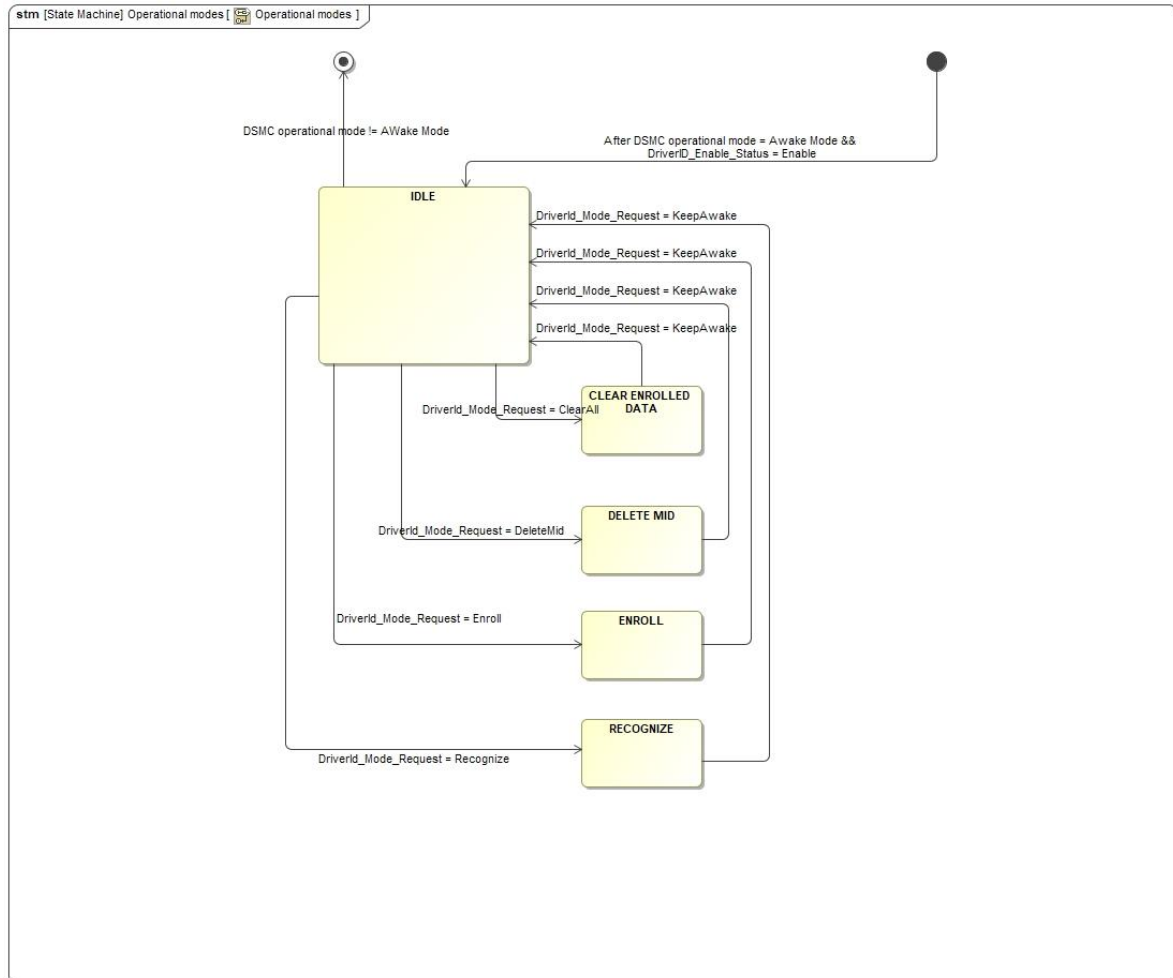 stm [State Machine] Operational modes [ Operational modes ]
DSMC operational mode != AWake Mode
After DSMC operational mode = Awake Mode &&
DriverID_Enable_Status = Enable
IDLE
DriverId_Mode_Request = KeepAwake
DriverId_Mode_Request = KeepAwake
DriverId_Mode_Request = KeepAwake
DriverId_Mode_Request = KeepAwake
CLEAR ENROLLED
DATA
DriverId_Mode_Request = ClearAll
DELETE MID
DriverId_Mode_Request = DeleteMid
ENROLL
DriverId_Mode_Request = Enroll
RECOGNIZE
DriverId_Mode_Request = Recognize